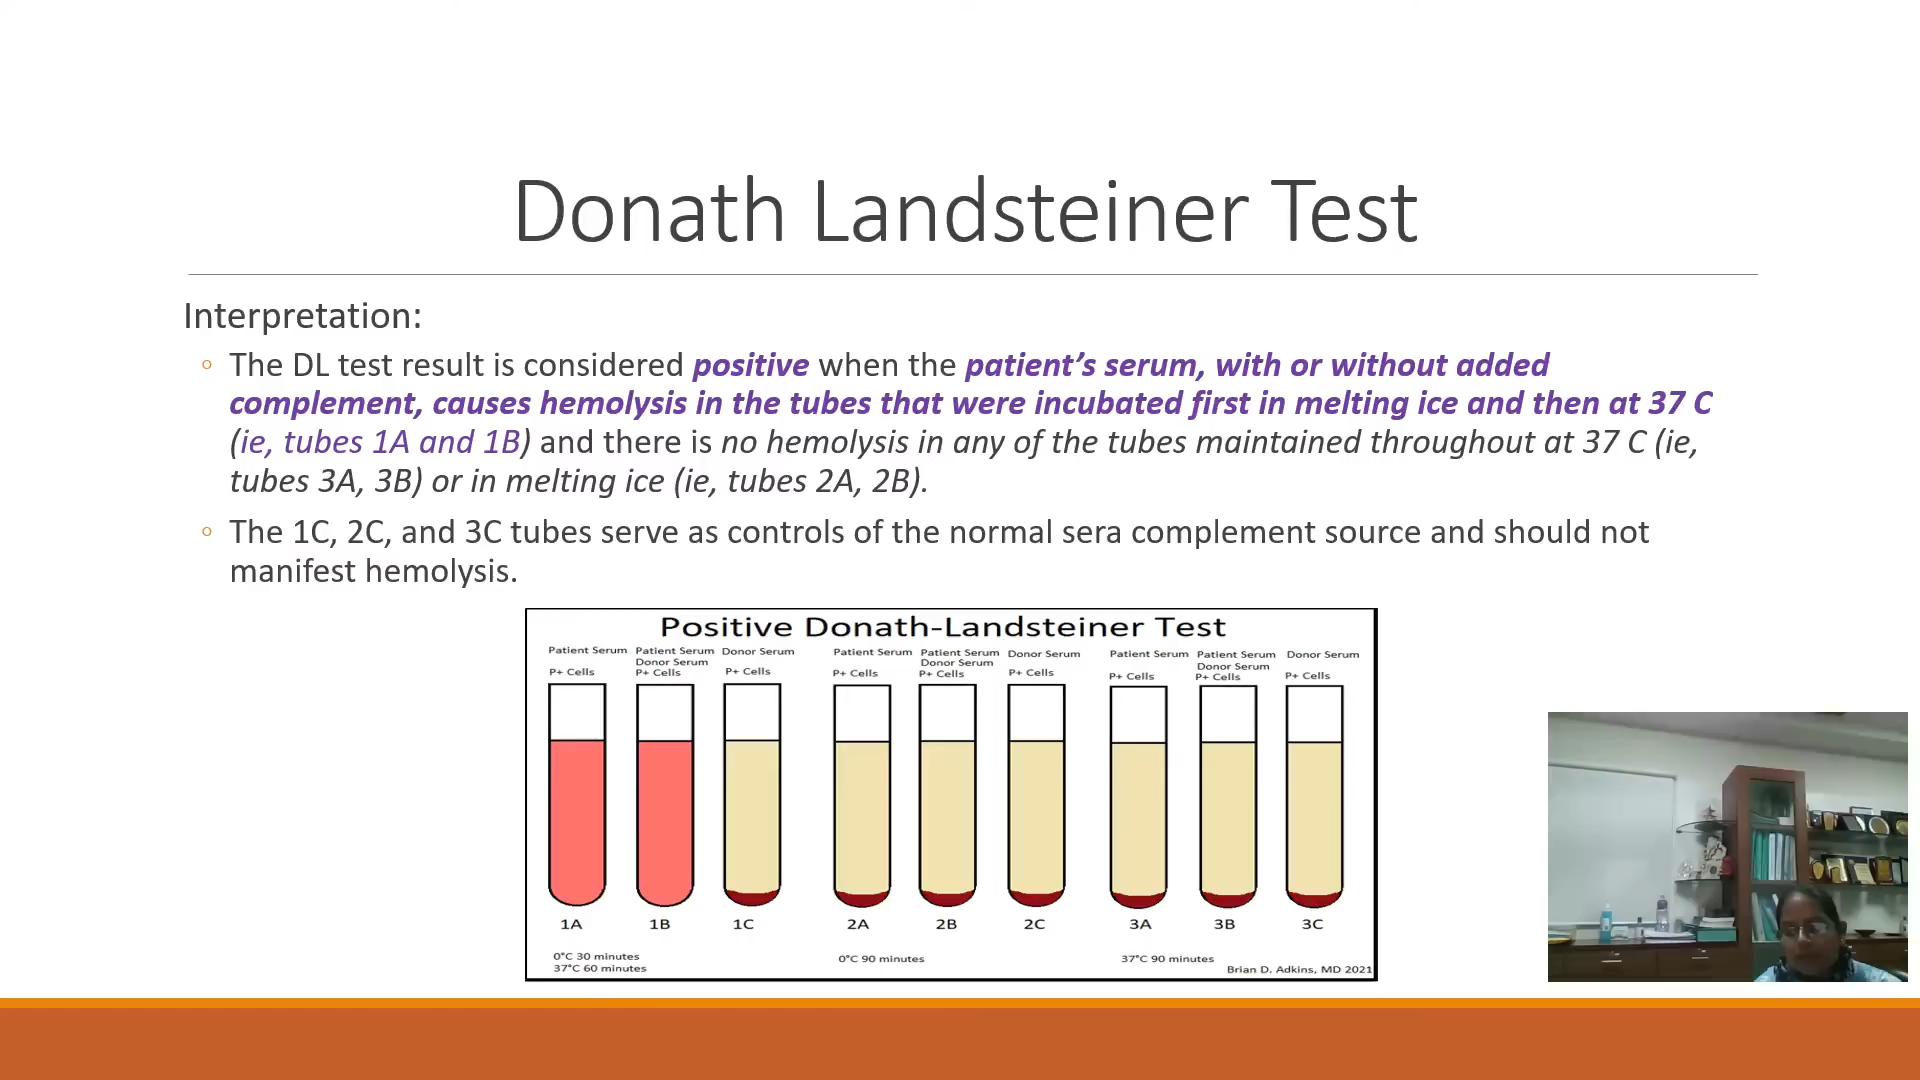 Donath Landsteiner Test
Interpretation:
◦ The DL test result is considered positive when the patient’s serum, with or without added
complement, causes hemolysis in the tubes that were incubated first in melting ice and then at 37 C
(ie, tubes 1A and 1B) and there is no hemolysis in any of the tubes maintained throughout at 37 C (ie,
tubes 3A, 3B) or in melting ice (ie, tubes 2A, 2B).
◦ The 1C, 2C, and 3C tubes serve as controls of the normal sera complement source and should not
manifest hemolysis.
Positive Donath-Landsteiner Test
Patient Serum
P+ Cells
Patient Serum
Donor Serum
P+ Cells
Donor Serum
P+ Cells
Patient Serum
P+ Cells
Patient Serum
Donor Serum
P+ Cells
Donor Serum
P+ Cells
Patient Serum
P+ Cells
Patient Serum
Donor Serum
P+ Cells
Donor Serum
P+ Cells
1A 1B 1C 2A 2B 2C 3A 3B 3C
0°C 30 minutes
37°C 60 minutes
0°C 90 minutes
37°C 90 minutes
Brian D. Adkins, MD 2021